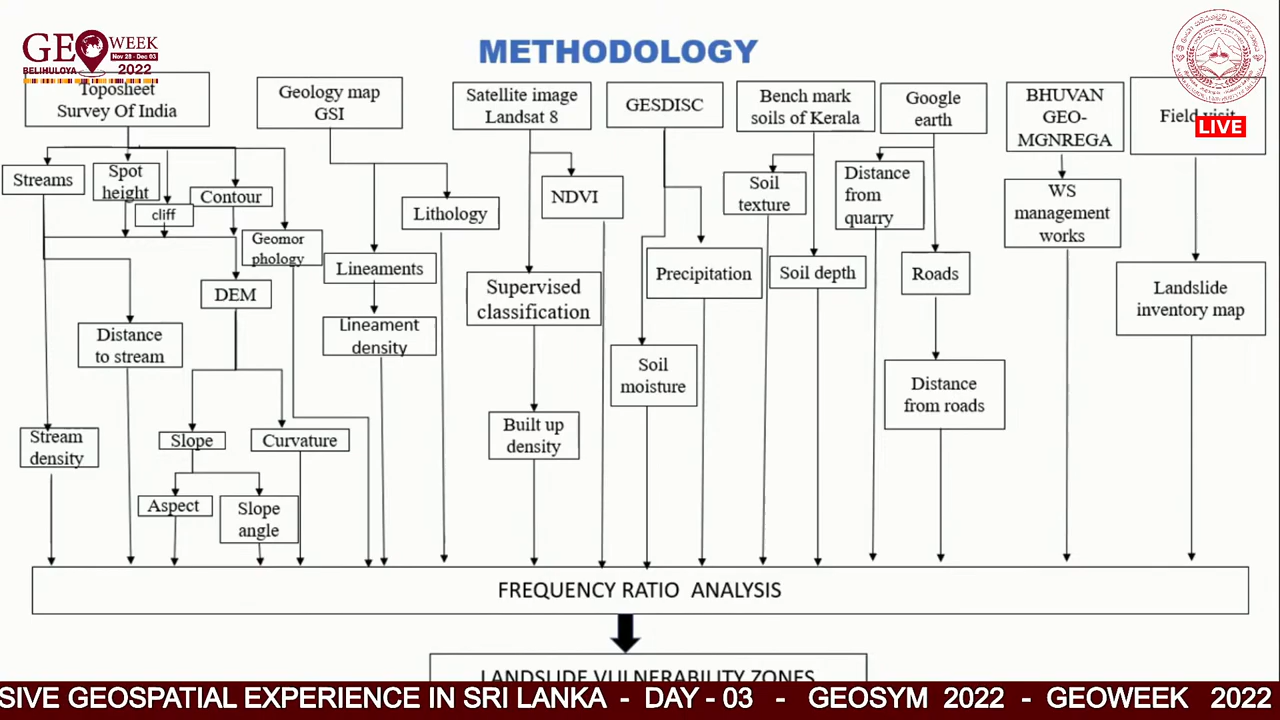 GEOWEEK
Nov 28 - Dec 03
BELIHULOYA 2022
METHODOLOGY
LIVE
Toposheet
Survey Of India
Geology map
GSI
Satellite image
Landsat 8
GESDISC
Bench mark
soils of Kerala
Google
earth
BHUVAN
GEO-
MGNREGA
Field visit
Streams
Spot
height
cliff
Contour
Geomor
phology
DEM
Distance
to stream
Stream
density
Slope
Curvature
Aspect
Slope
angle
Lineaments
Lineament
density
Lithology
NDVI
Supervised
classification
Built up
density
Precipitation
Soil
moisture
Soil
texture
Soil depth
Distance
from
quarry
Roads
Distance
from roads
WS
management
works
Landslide
inventory map
FREQUENCY RATIO ANALYSIS
LANDSLIDE VULNERABILITY ZONES
SIVE GEOSPATIAL EXPERIENCE IN SRI LANKA - DAY - 03 - GEOSYM 2022 - GEOWEEK 2022